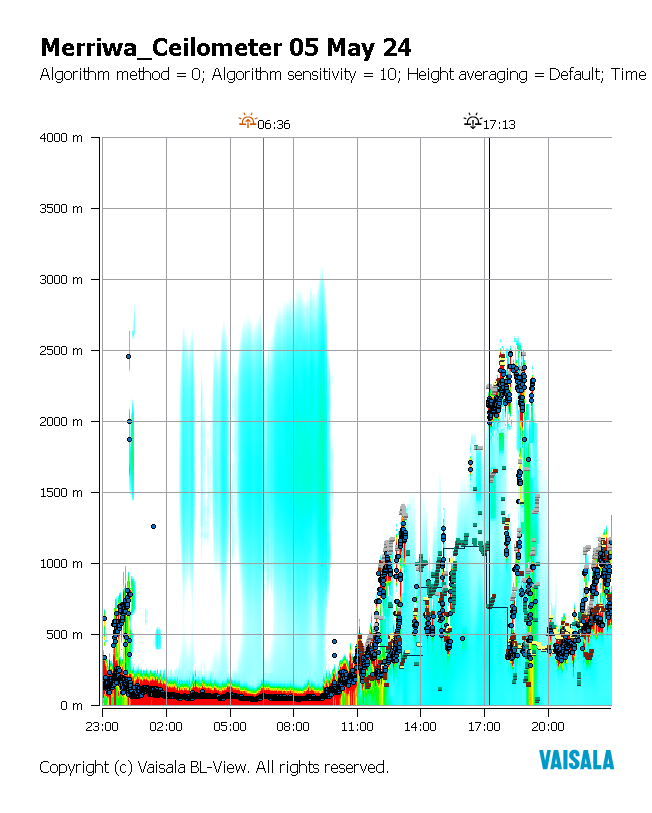 Merriwa_Ceilometer 05 May 24
Algorithm method = 0; Algorithm sensitivity = 10; Height averaging = Default; Time
06:36
17:13
4000 m
3500 m
3000 m
2500 m
2000 m
1500 m
1000 m
500 m
0 m
23:00 02:00 05:00 08:00 11:00 14:00 17:00 20:00
Copyright (c) Vaisala BL-View. All rights reserved.
VAISALA